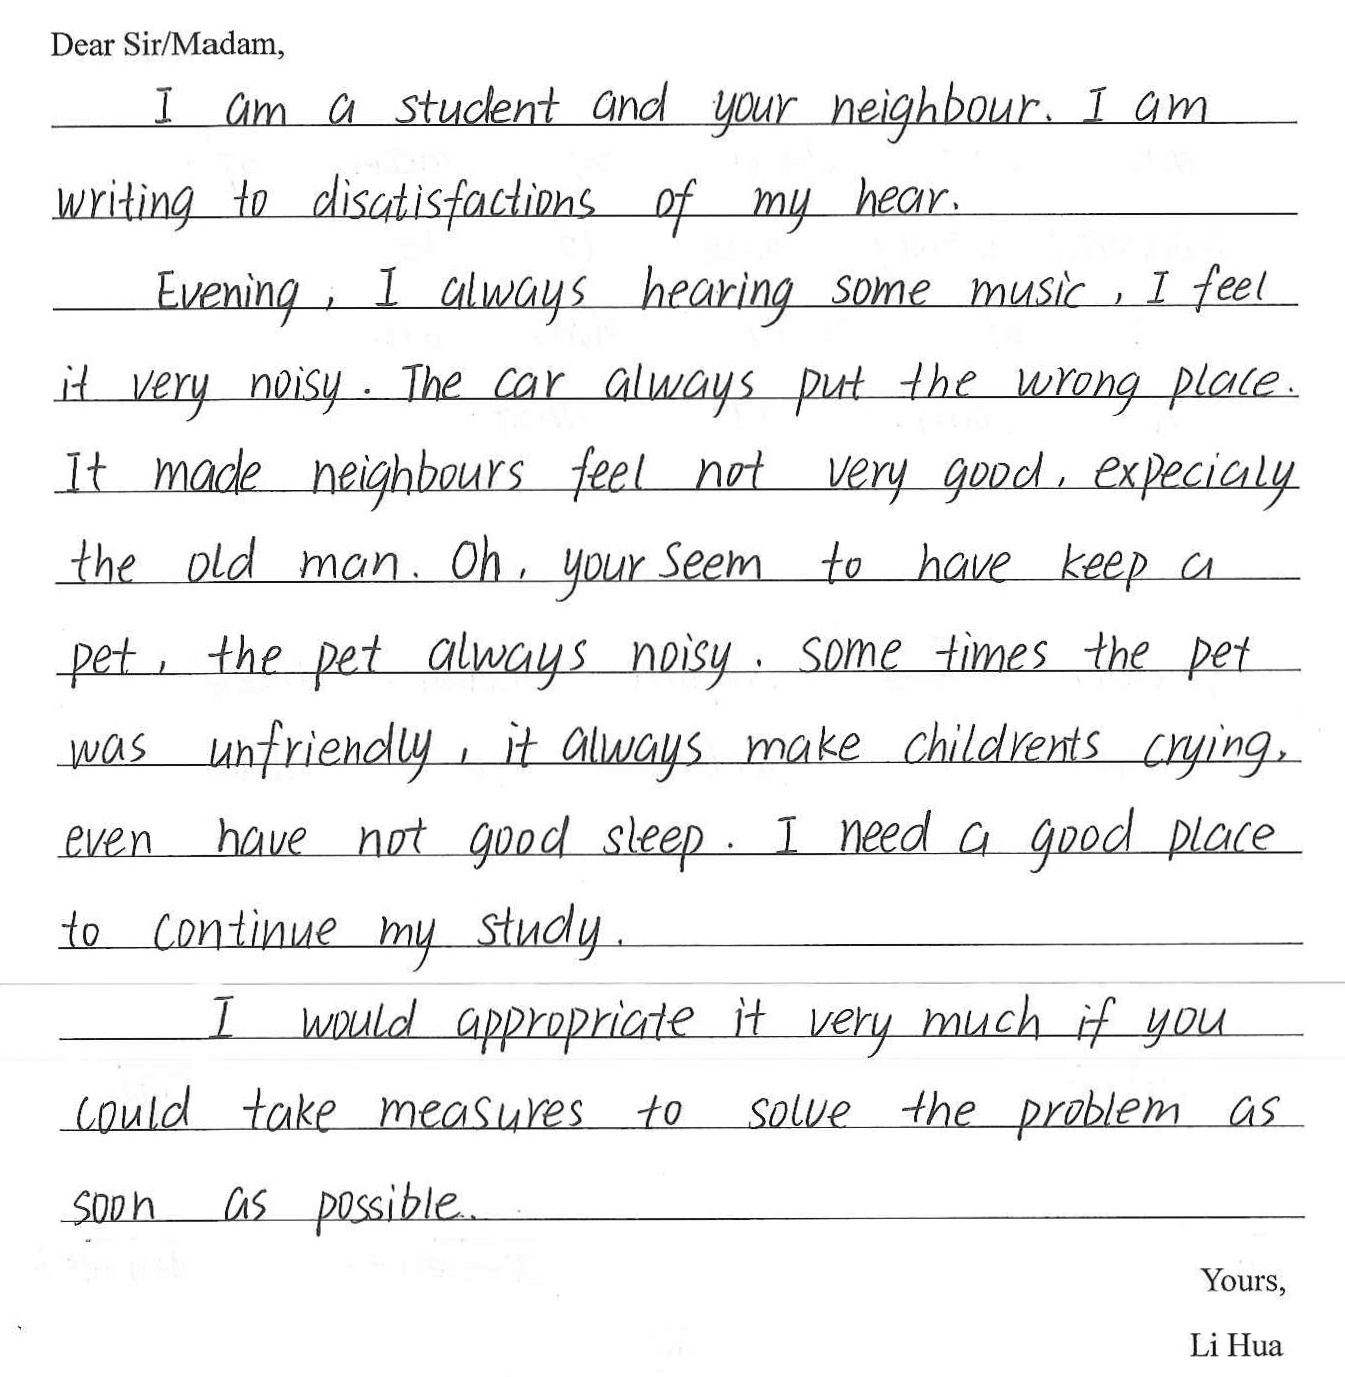 Dear Sir/Madam,
I am a student and your neighbour. I am
writing to disatisfactions of my hear.
Evening, I always hearing some music, I feel
it very noisy. The car always put the wrong place.
It made neighbours feel not very good, expecialy
the old man. Oh, your seem to have keep a
pet, the pet always noisy. some times the pet
was unfriendly, it always make childrents crying,
even have not good sleep. I need a good place
to continue my study.
I would appropriate it very much if you
could take measures to solve the problem as
soon as possible.
Yours,
Li Hua